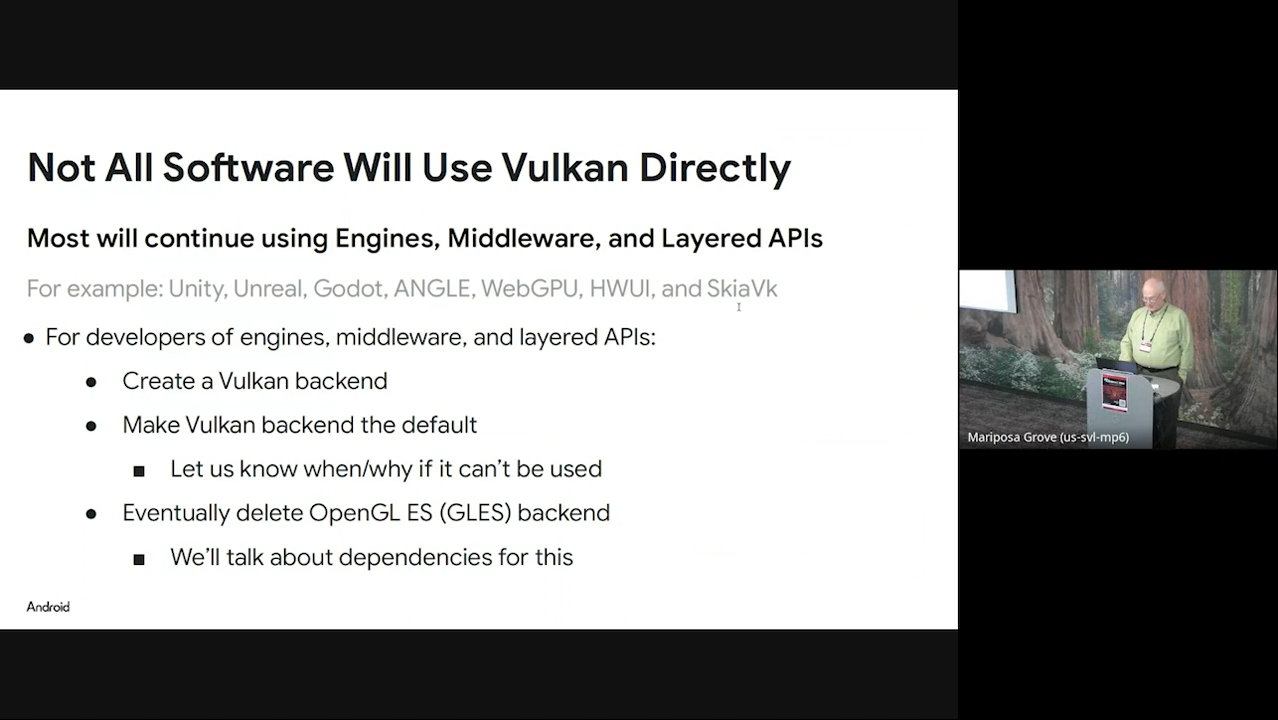 Not All Software Will Use Vulkan Directly
Most will continue using Engines, Middleware, and Layered APIs
For example: Unity, Unreal, Godot, ANGLE, WebGPU, HWUI, and SkiaVk
● For developers of engines, middleware, and layered APIs:
● Create a Vulkan backend
● Make Vulkan backend the default
■ Let us know when/why if it can’t be used
● Eventually delete OpenGL ES (GLES) backend
■ We’ll talk about dependencies for this
Android
Mariposa Grove (us-svl-mp6)